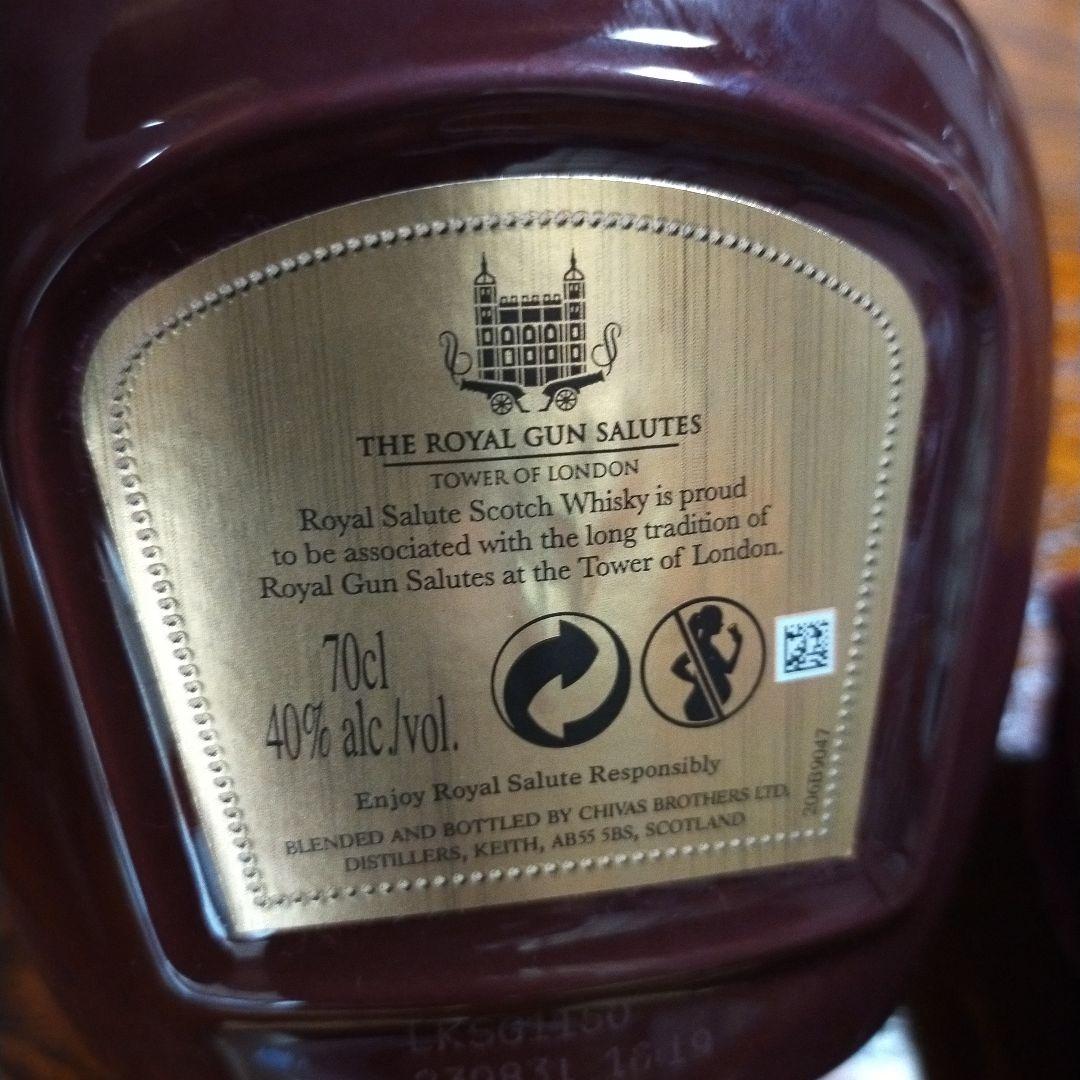 THE ROYAL GUN SALUTES
TOWER OF LONDON
Royal Salute Scotch Whisky is proud
to be associated with the long tradition of
Royal Gun Salutes at the Tower of London.
70cl
40% alc./vol.
Enjoy Royal Salute Responsibly
BLENDED AND BOTTLED BY CHIVAS BROTHERS LTD,
DISTILLERS, KEITH, AB55 5BS, SCOTLAND
206B9047